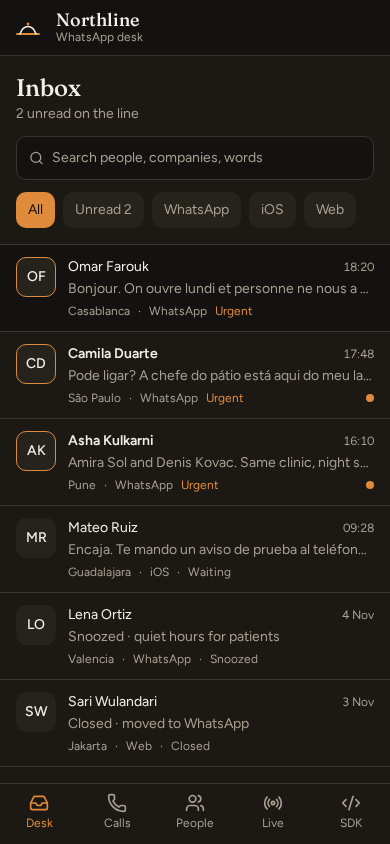 Northline
WhatsApp desk
Inbox
2 unread on the line
Search people, companies, words
All Unread 2 WhatsApp iOS Web
OF Omar Farouk 18:20
Bonjour. On ouvre lundi et personne ne nous a ...
Casablanca · WhatsApp Urgent
CD Camila Duarte 17:48
Pode ligar? A chefe do pátio está aqui do meu la...
São Paulo · WhatsApp Urgent
AK Asha Kulkarni 16:10
Amira Sol and Denis Kovac. Same clinic, night s...
Pune · WhatsApp Urgent
MR Mateo Ruiz 09:28
Encaja. Te mando un aviso de prueba al teléfon...
Guadalajara · iOS · Waiting
LO Lena Ortiz 4 Nov
Snoozed · quiet hours for patients
Valencia · WhatsApp · Snoozed
SW Sari Wulandari 3 Nov
Closed · moved to WhatsApp
Jakarta · Web · Closed
Desk Calls People Live SDK